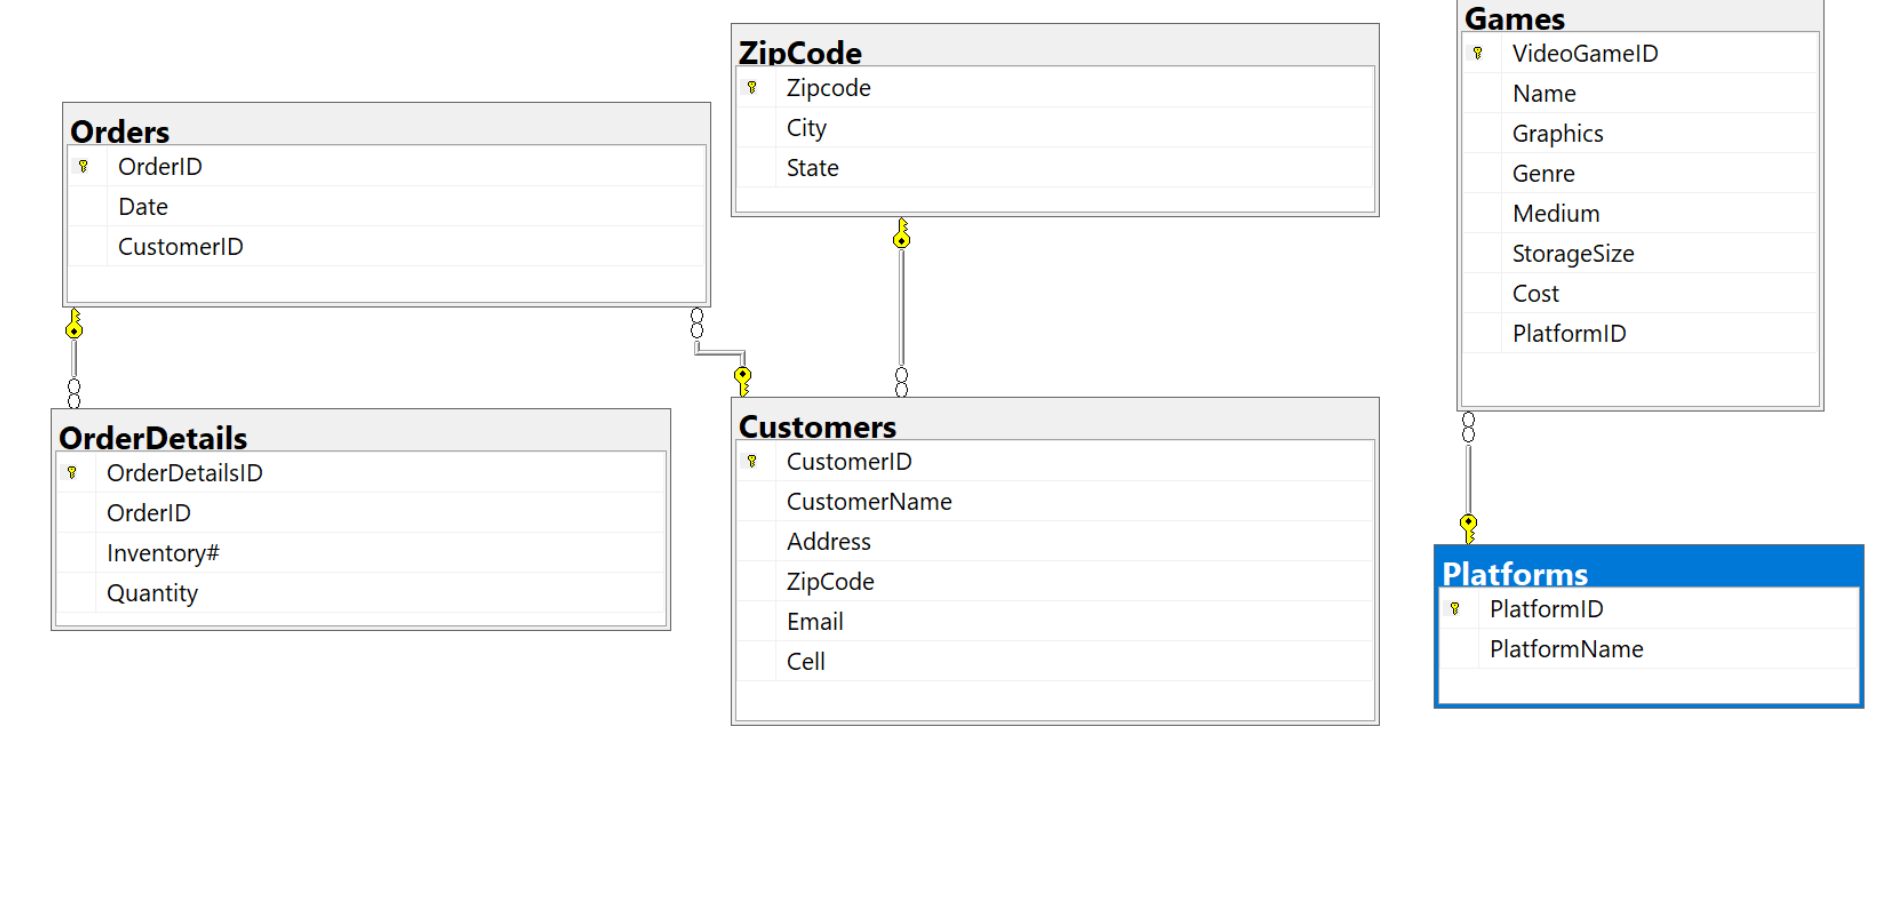 Orders
OrderID
Date
CustomerID
OrderDetails
OrderDetailsID
OrderID
Inventory#
Quantity
ZipCode
Zipcode
City
State
Customers
CustomerID
CustomerName
Address
ZipCode
Email
Cell
Games
VideoGameID
Name
Graphics
Genre
Medium
StorageSize
Cost
PlatformID
Platforms
PlatformID
PlatformName